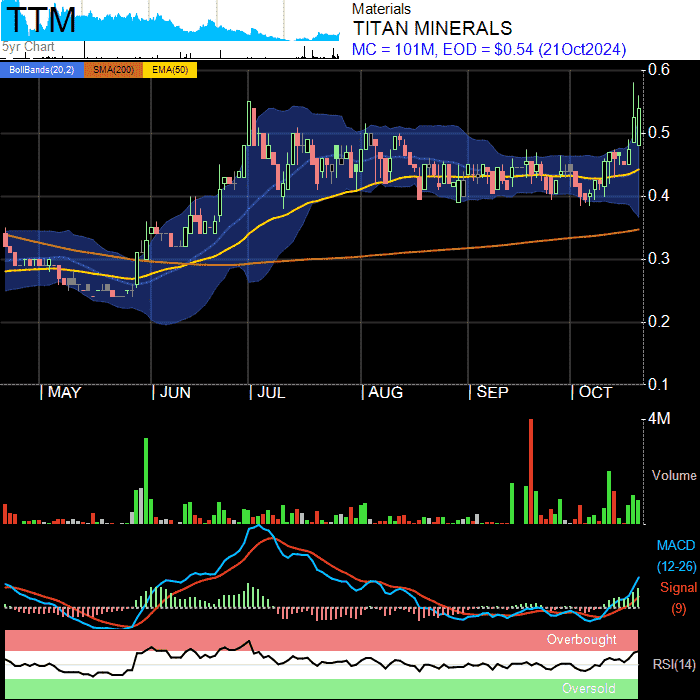 TTM
5yr Chart
Materials
TITAN MINERALS
MC = 101M, EOD = $0.54 (21Oct2024)
BollBands(20,2) SMA(200) EMA(50)
0.6
0.5
0.4
0.3
0.2
0.1
| MAY | JUN | JUL | AUG | SEP | OCT
4M
Volume
MACD
(12-26)
Signal
(9)
Overbought
RSI(14)
Oversold